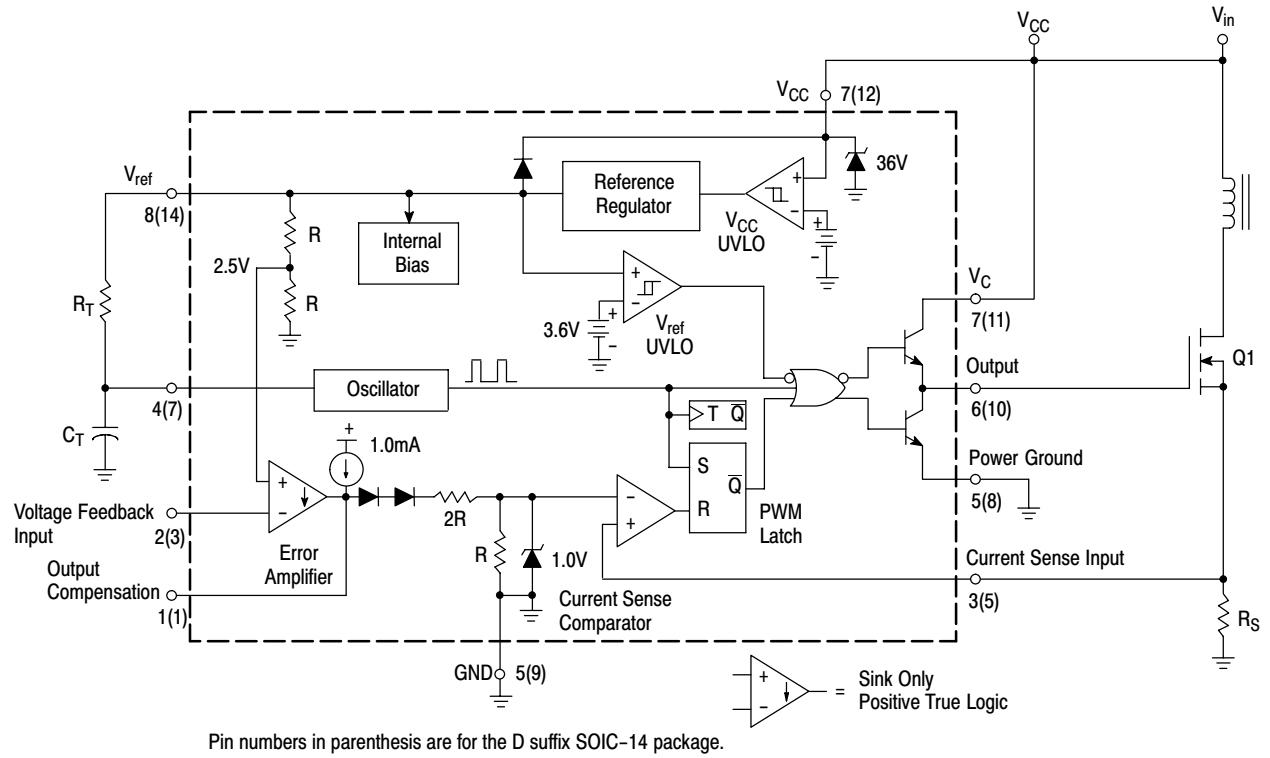 V_CC
V_in
V_CC 7(12)
36V
V_ref
8(14)
Reference
Regulator
+
-
V_CC
UVLO
+
-
R
Internal
Bias
2.5V
R
R_T
+
-
3.6V
+
-
V_ref
UVLO
V_C
7(11)
Q1
Oscillator
Output
6(10)
4(7)
T Q̅
C_T
+
1.0mA
S
Q̅
R
PWM
Latch
Power Ground
5(8)
+
-
Voltage Feedback
Input
2(3)
Error
Amplifier
2R
-
+
R
1.0V
Current Sense Input
3(5)
Output
Compensation
1(1)
Current Sense
Comparator
R_S
GND 5(9)
+
-
= Sink Only
Positive True Logic
Pin numbers in parenthesis are for the D suffix SOIC-14 package.